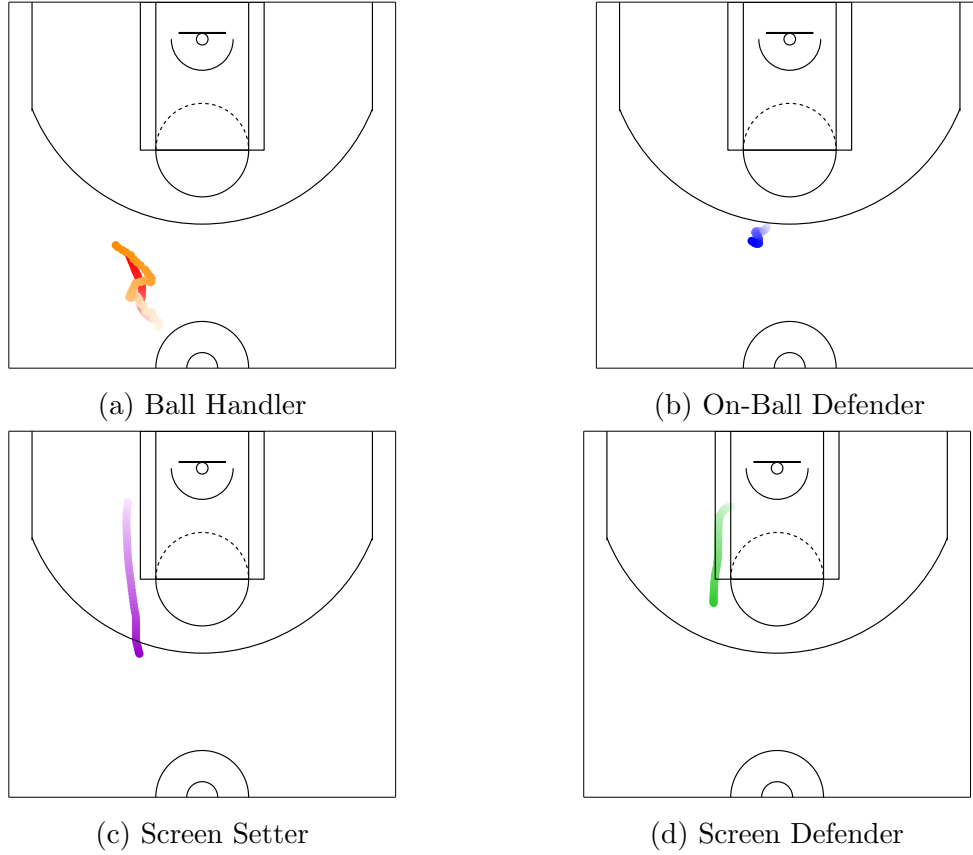 (a) Ball Handler
(b) On-Ball Defender
(c) Screen Setter
(d) Screen Defender